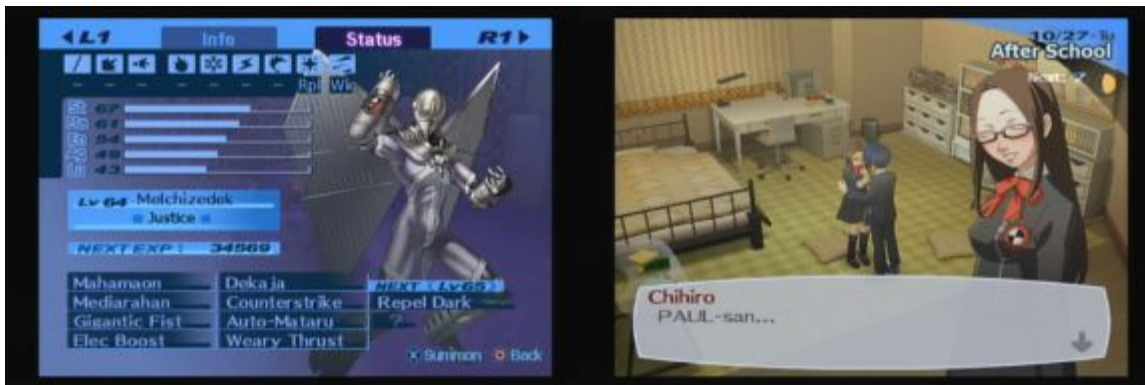 L1
Info
Status
R1
Rpl Wk
St 67
Ma 61
En 54
Ag 49
Lu 43
Lv 64 Melchizedek
Justice
NEXT EXP : 34569
Mahamaon
Mediarahan
Gigantic Fist
Elec Boost
Dekaja
Counterstrike
Auto-Mataru
Weary Thrust
NEXT (Lv65)
Repel Dark
?
Summon Back
10/27
After School
Next:
Chihiro
PAUL-san...